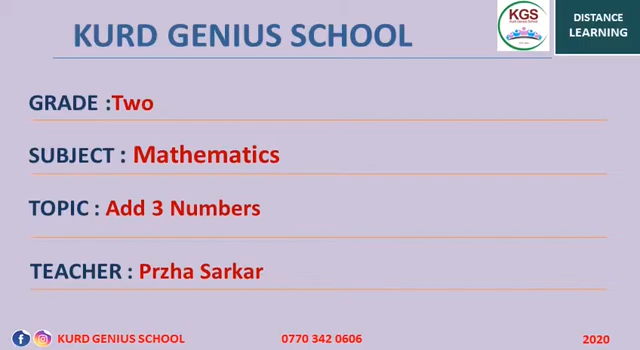 KURD GENIUS SCHOOL
KGS
DISTANCE
LEARNING
GRADE :Two
SUBJECT : Mathematics
TOPIC : Add 3 Numbers
TEACHER : Przha Sarkar
KURD GENIUS SCHOOL
0770 342 0606
2020